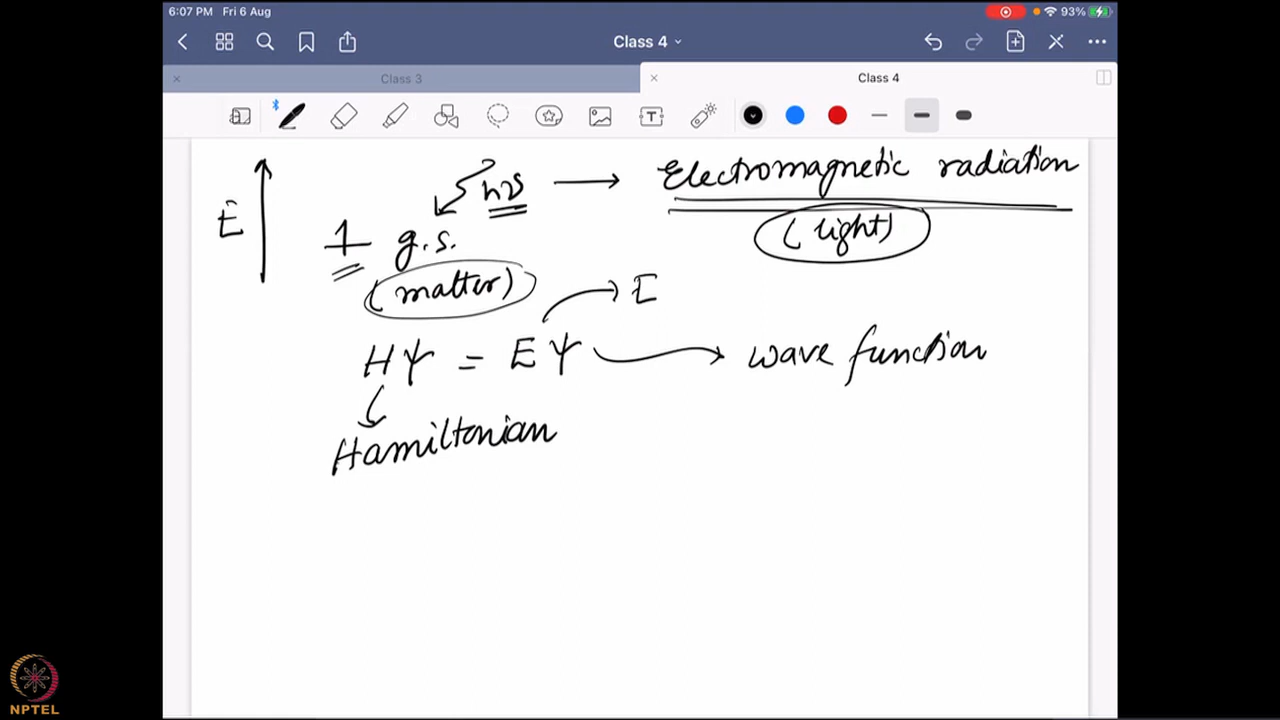 6:07 PM Fri 6 Aug
93%
Class 4
Class 3
Class 4
T
E
hν → Electromagnetic radiation
1 g.s.
(light)
(matter)
E
Hψ = Eψ → wave function
Hamiltonian
NPTEL